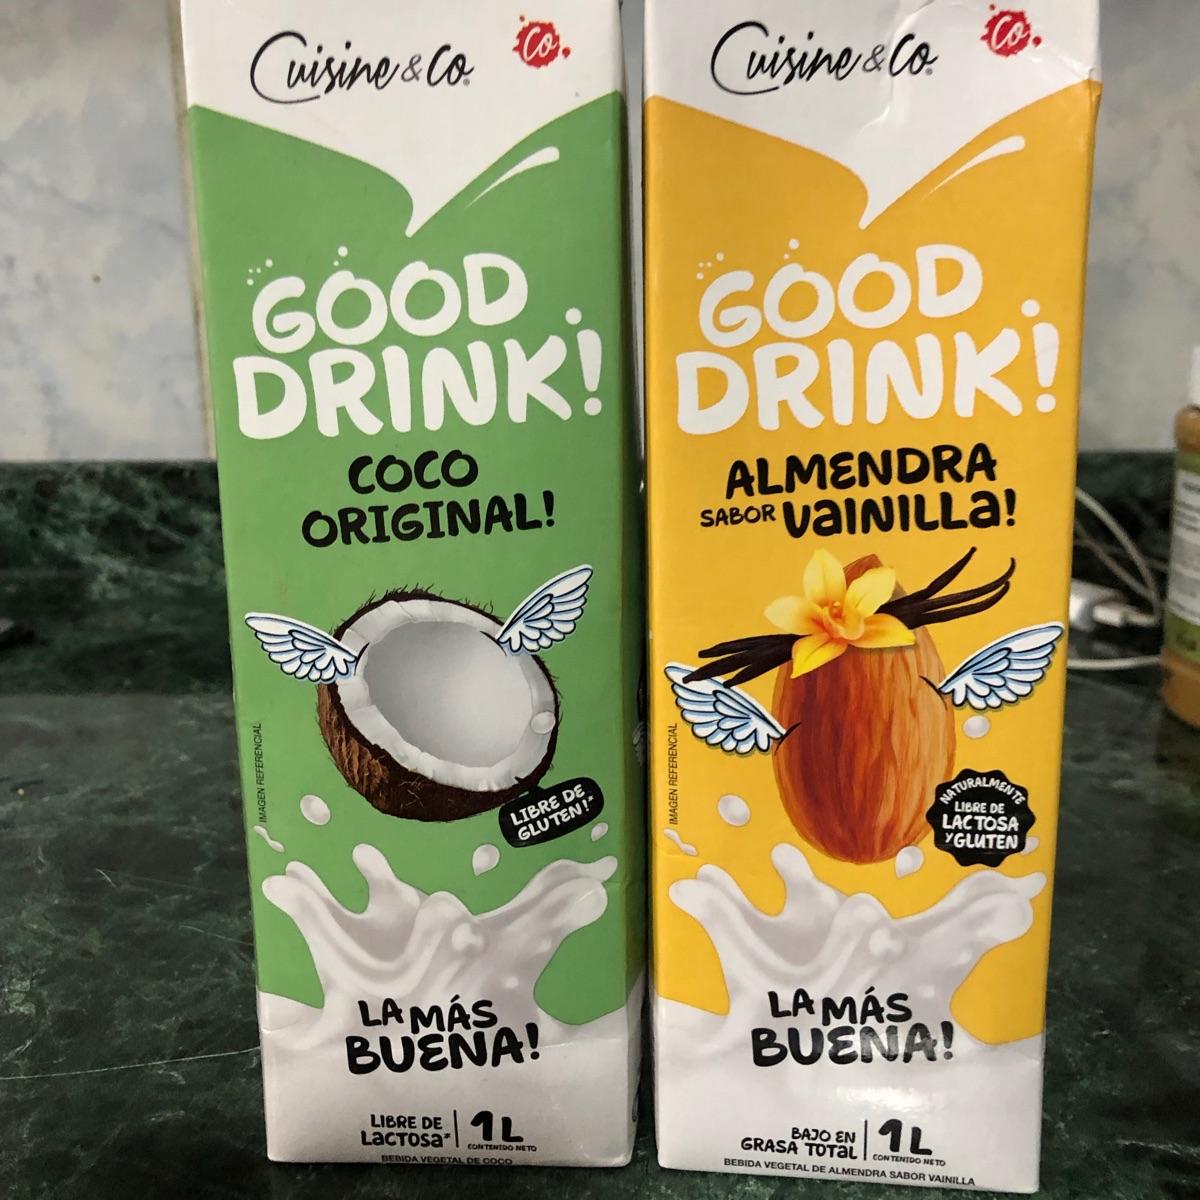 Cuisine & Co.
Co.
GOOD
DRINK!
COCO
ORIGINAL!
IMAGEN REFERENCIAL
LIBRE DE
GLUTEN!*
LA MÁS
BUENA!
LIBRE DE
LACTOSA*
1L
CONTENIDO NETO
BEBIDA VEGETAL DE COCO
Cuisine & Co.
Co.
GOOD
DRINK!
ALMENDRA
SABOR VAINILLA!
IMAGEN REFERENCIAL
NATURALMENTE
LIBRE DE
LACTOSA
Y GLUTEN
LA MÁS
BUENA!
BAJO EN
GRASA TOTAL
1L
CONTENIDO NETO
BEBIDA VEGETAL DE ALMENDRA SABOR VAINILLA